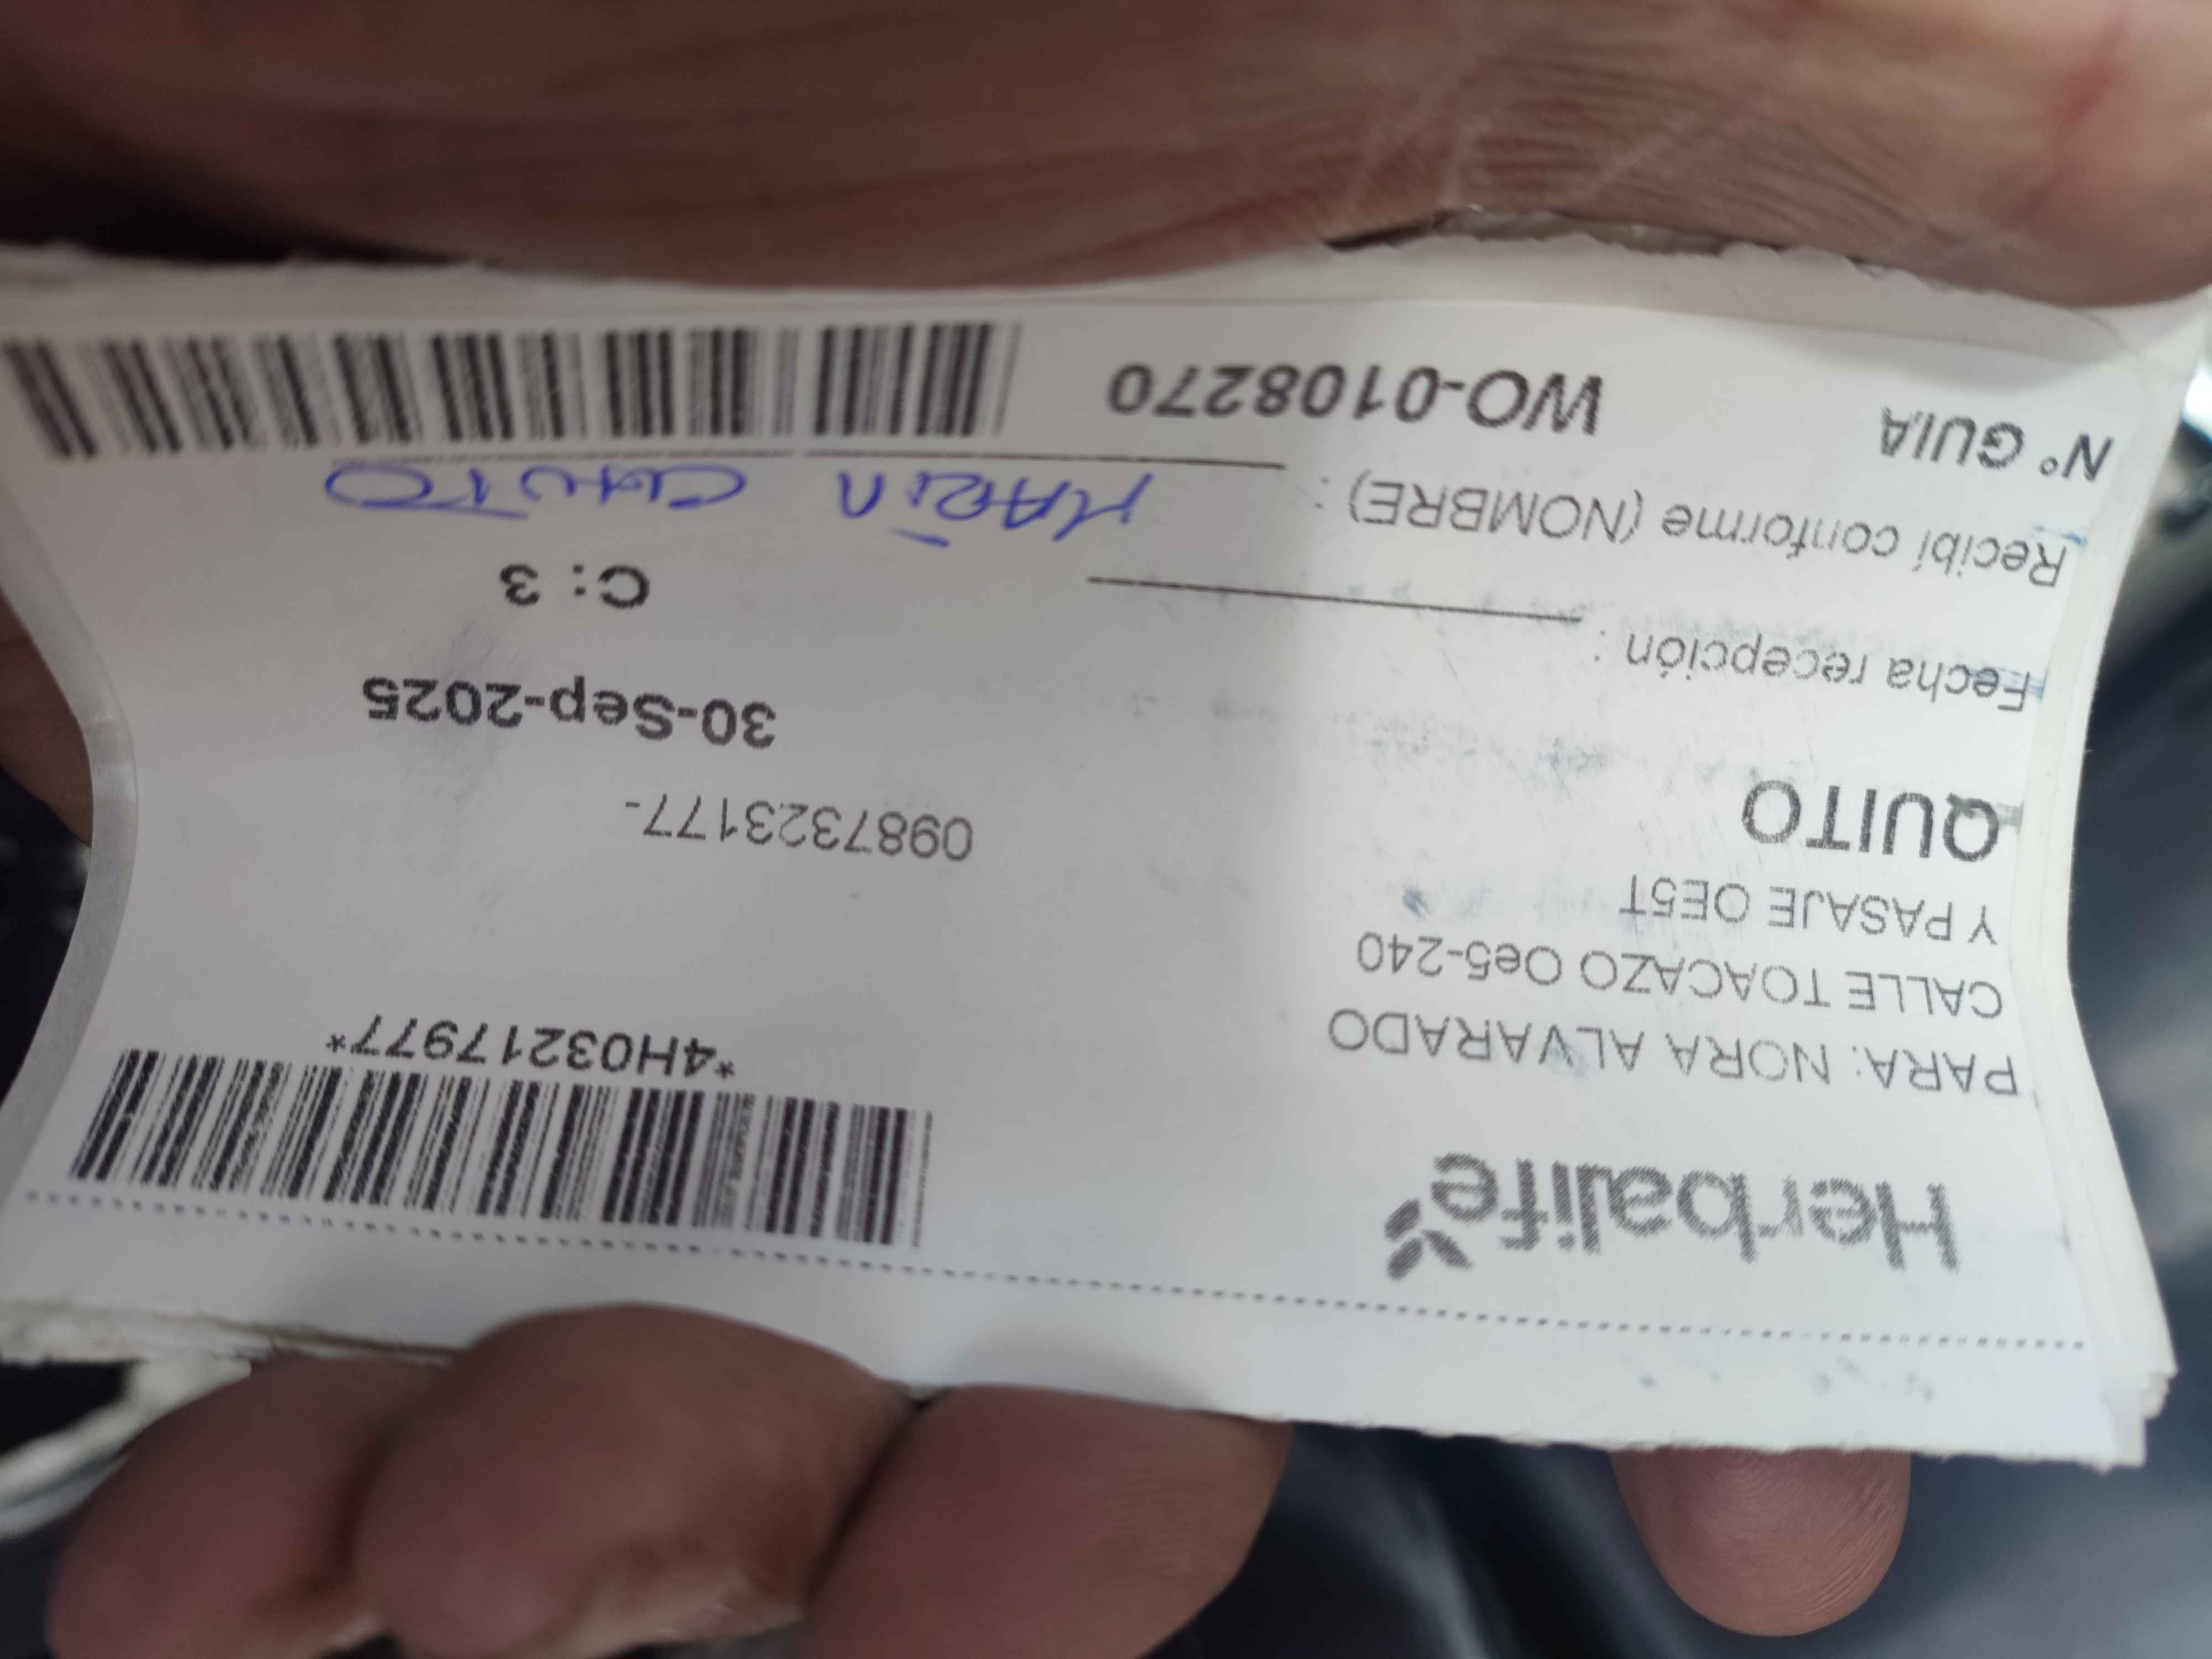 Herbalife
*4H03217977*
PARA: NORA ALVARADO
CALLE TOACAZO Oe5-240
Y PASAJE OE5T
0987323177-
QUITO
30-Sep-2025
Fecha recepción :
C: 3
Recibí conforme (NOMBRE) : MARÍA
N° GUIA WO-0108270